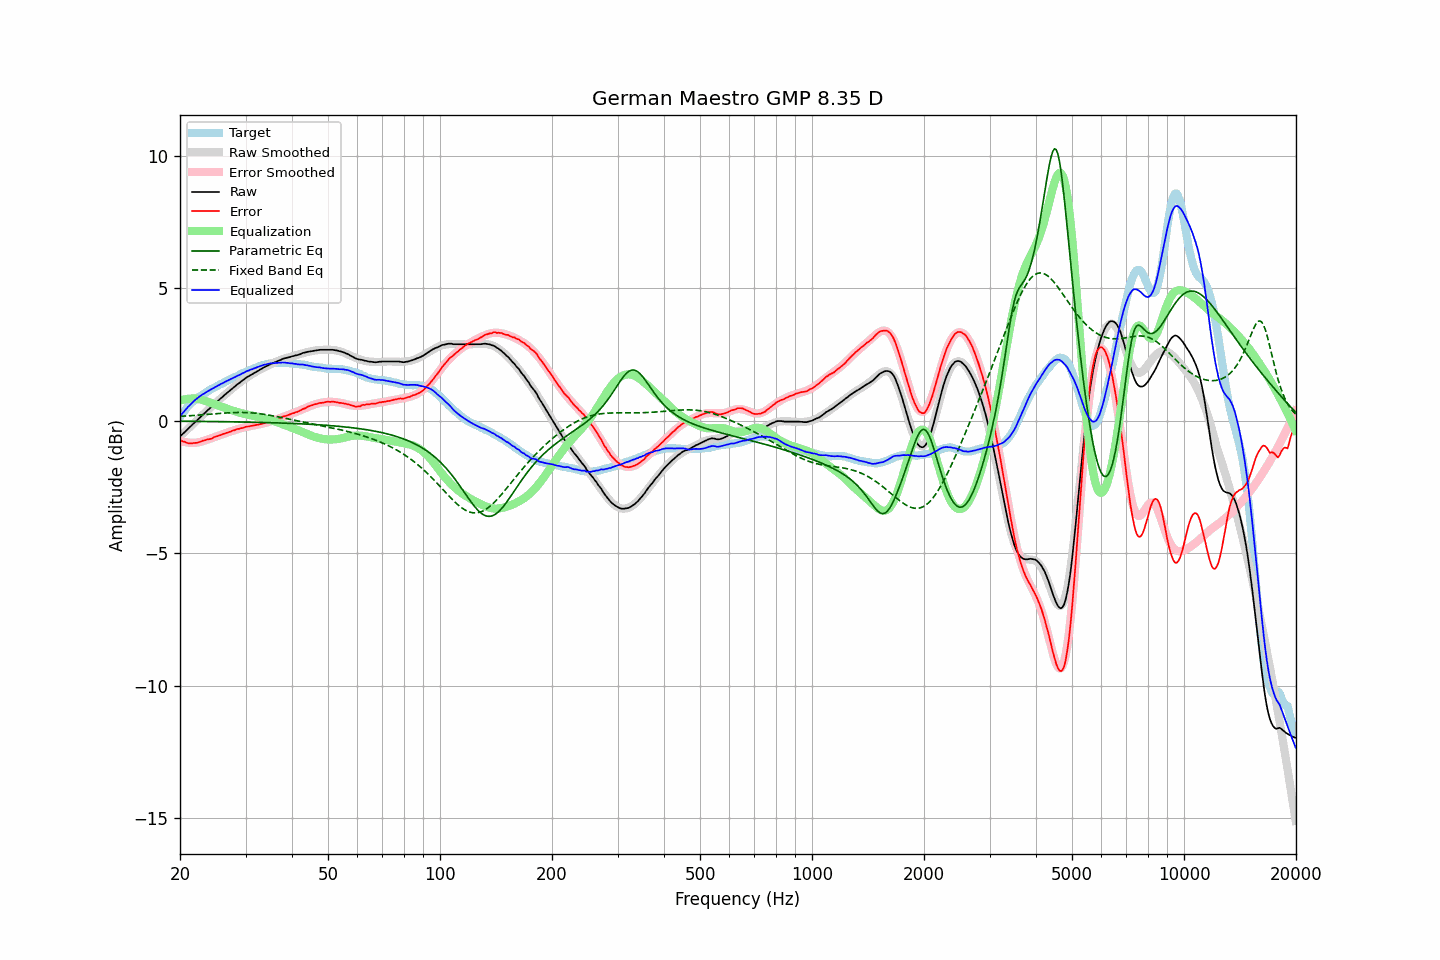 German Maestro GMP 8.35 D
Target
Raw Smoothed
Error Smoothed
Raw
Error
Equalization
Parametric Eq
Fixed Band Eq
Equalized
10
5
0
−5
−10
−15
Amplitude (dBr)
20 50 100 200 500 1000 2000 5000 10000 20000
Frequency (Hz)